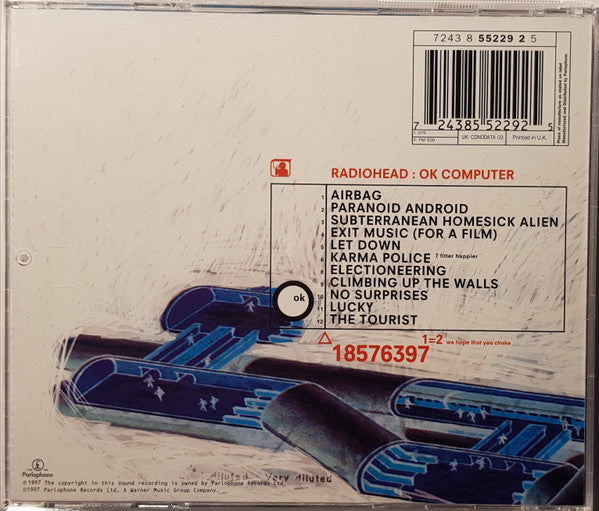 7243 8 55229 2 5
7 24385 52292 5
UK: CDNODATA 02
Printed in U.K.
RADIOHEAD : OK COMPUTER
1 AIRBAG
2 PARANOID ANDROID
3 SUBTERRANEAN HOMESICK ALIEN
4 EXIT MUSIC (FOR A FILM)
5 LET DOWN
6 KARMA POLICE 7 fitter happier
8 ELECTIONEERING
9 CLIMBING UP THE WALLS
10 NO SURPRISES
11 LUCKY
12 THE TOURIST
ok
1=2 we hope that you choke
18576397
diluted very diluted
Parlophone
©1997 The copyright in this sound recording is owned by Parlophone Records Ltd.
©1997 Parlophone Records Ltd. A Warner Music Group Company.